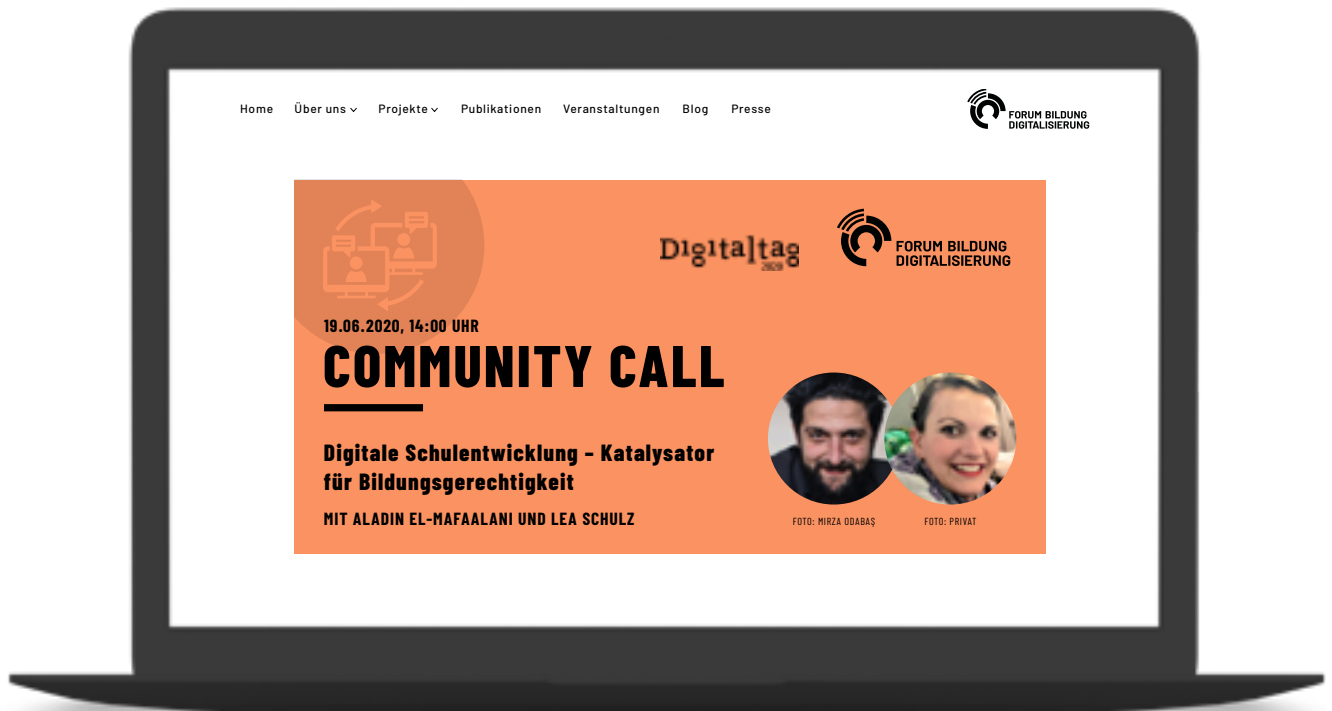 Home Über uns Projekte Publikationen Veranstaltungen Blog Presse
FORUM BILDUNG
DIGITALISIERUNG
Digitaltag
2020
FORUM BILDUNG
DIGITALISIERUNG
19.06.2020, 14:00 UHR
COMMUNITY CALL
Digitale Schulentwicklung – Katalysator
für Bildungsgerechtigkeit
MIT ALADIN EL-MAFAALANI UND LEA SCHULZ
FOTO: MIRZA ODABAŞ
FOTO: PRIVAT